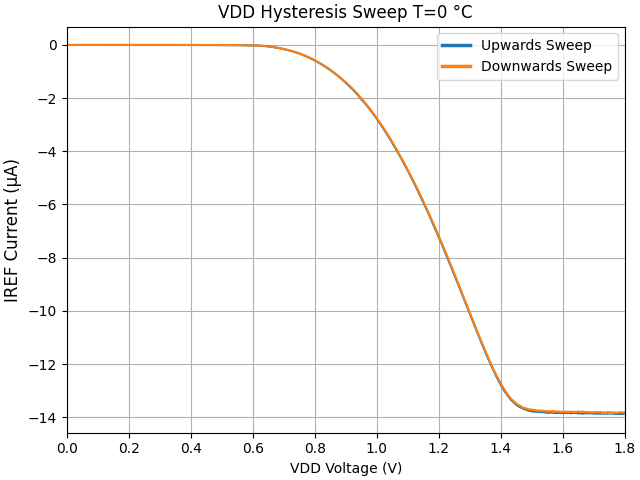 VDD Hysteresis Sweep T=0 °C
Upwards Sweep
Downwards Sweep
IREF Current (μA)
0
−2
−4
−6
−8
−10
−12
−14
0.0 0.2 0.4 0.6 0.8 1.0 1.2 1.4 1.6 1.8
VDD Voltage (V)